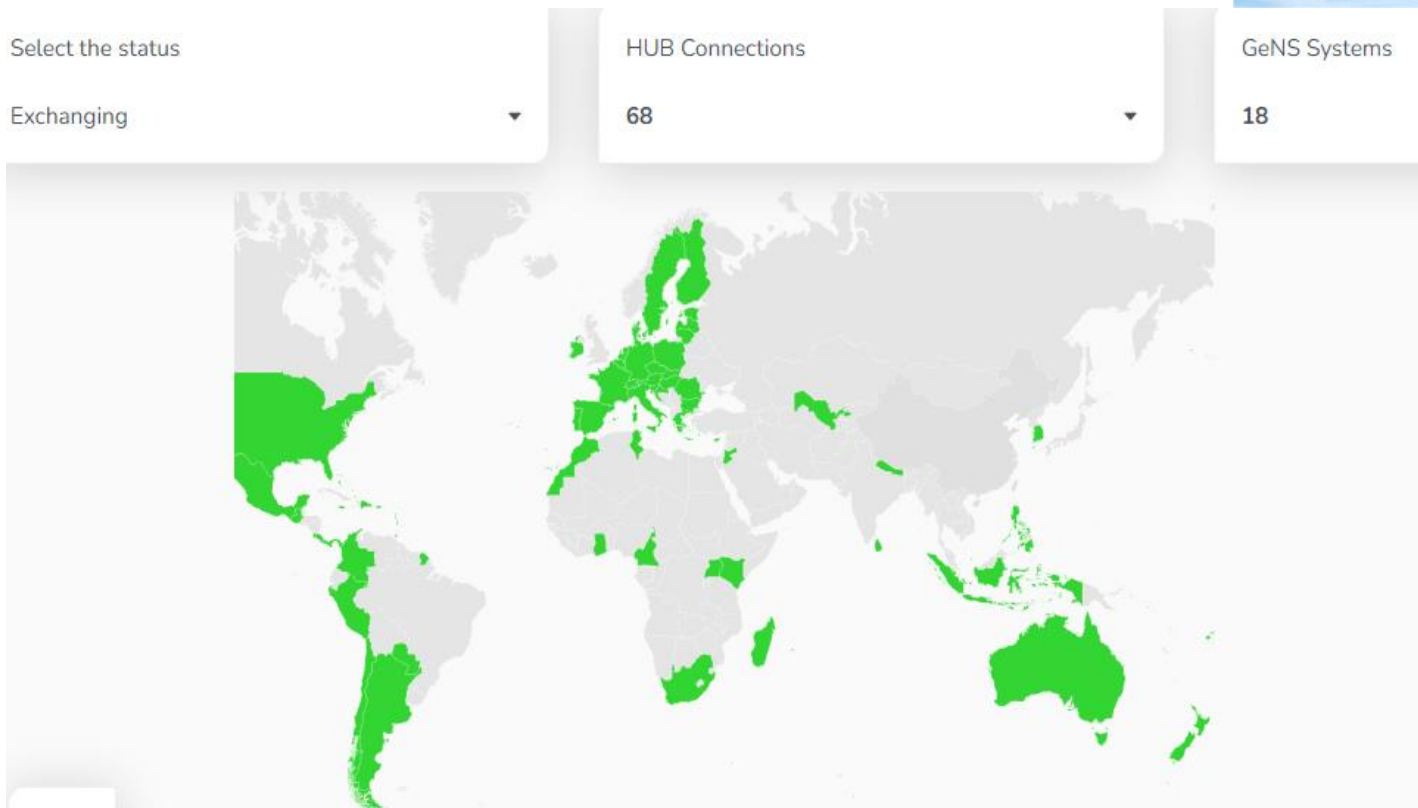 Select the status
Exchanging
HUB Connections
68
GeNS Systems
18